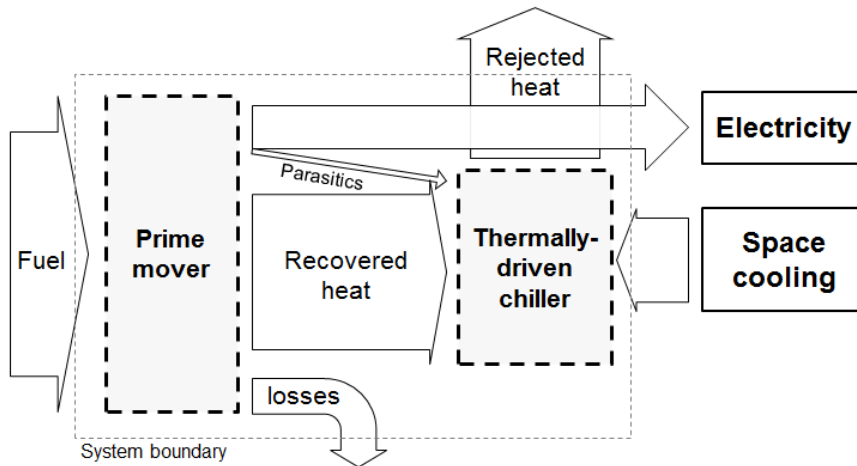 Rejected
heat
Electricity
Parasitics
Fuel
Prime
mover
Recovered
heat
Thermally-
driven
chiller
Space
cooling
losses
System boundary